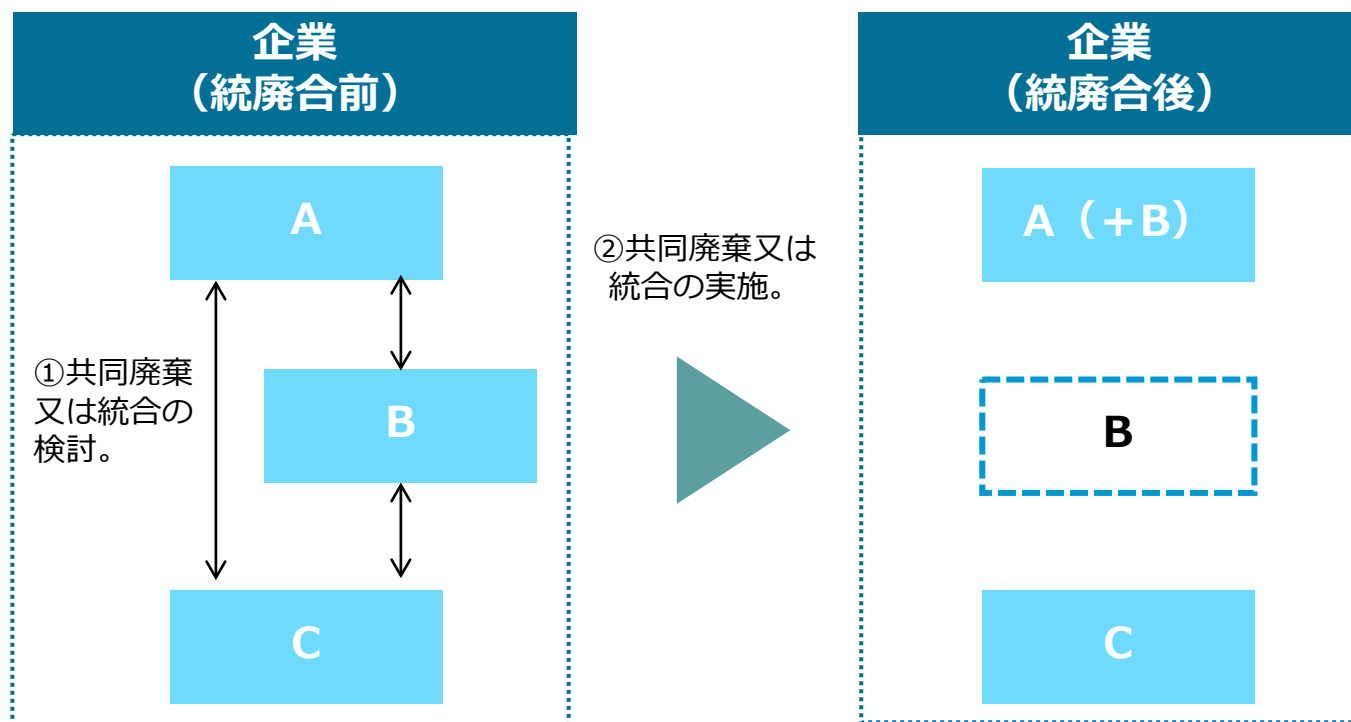 企業
（統廃合前）
A
①共同廃棄
又は統合の
検討。
B
C
②共同廃棄又は
統合の実施。
企業
（統廃合後）
A（＋B）
B
C